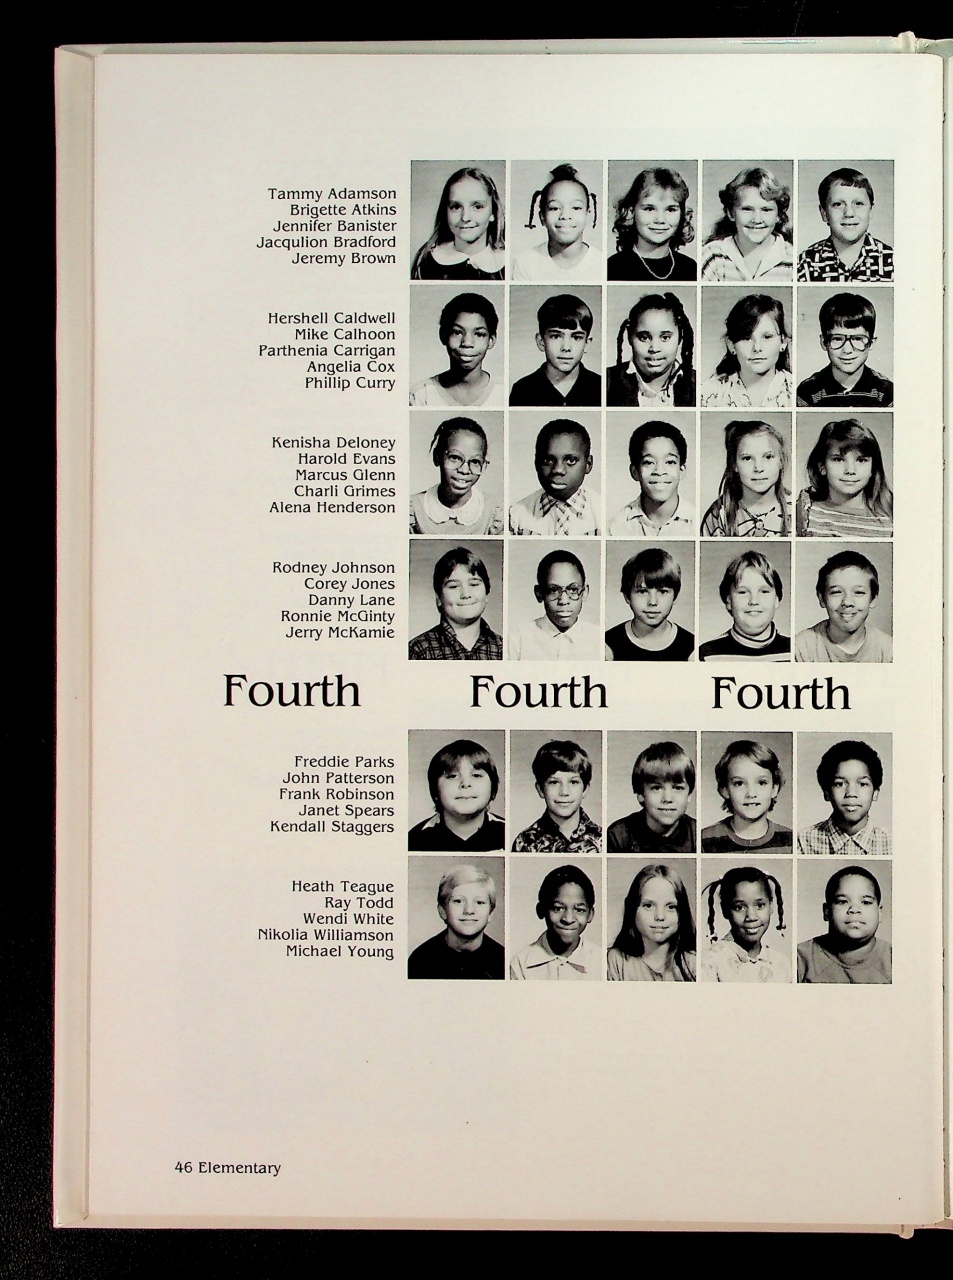 Tammy Adamson
Brigette Atkins
Jennifer Banister
Jacqulion Bradford
Jeremy Brown
Hershell Caldwell
Mike Calhoon
Parthenia Carrigan
Angelia Cox
Phillip Curry
Kenisha Deloney
Harold Evans
Marcus Glenn
Charli Grimes
Alena Henderson
Rodney Johnson
Corey Jones
Danny Lane
Ronnie McGinty
Jerry McKamie
Fourth Fourth Fourth
Freddie Parks
John Patterson
Frank Robinson
Janet Spears
Kendall Staggers
Heath Teague
Ray Todd
Wendi White
Nikolia Williamson
Michael Young
46 Elementary